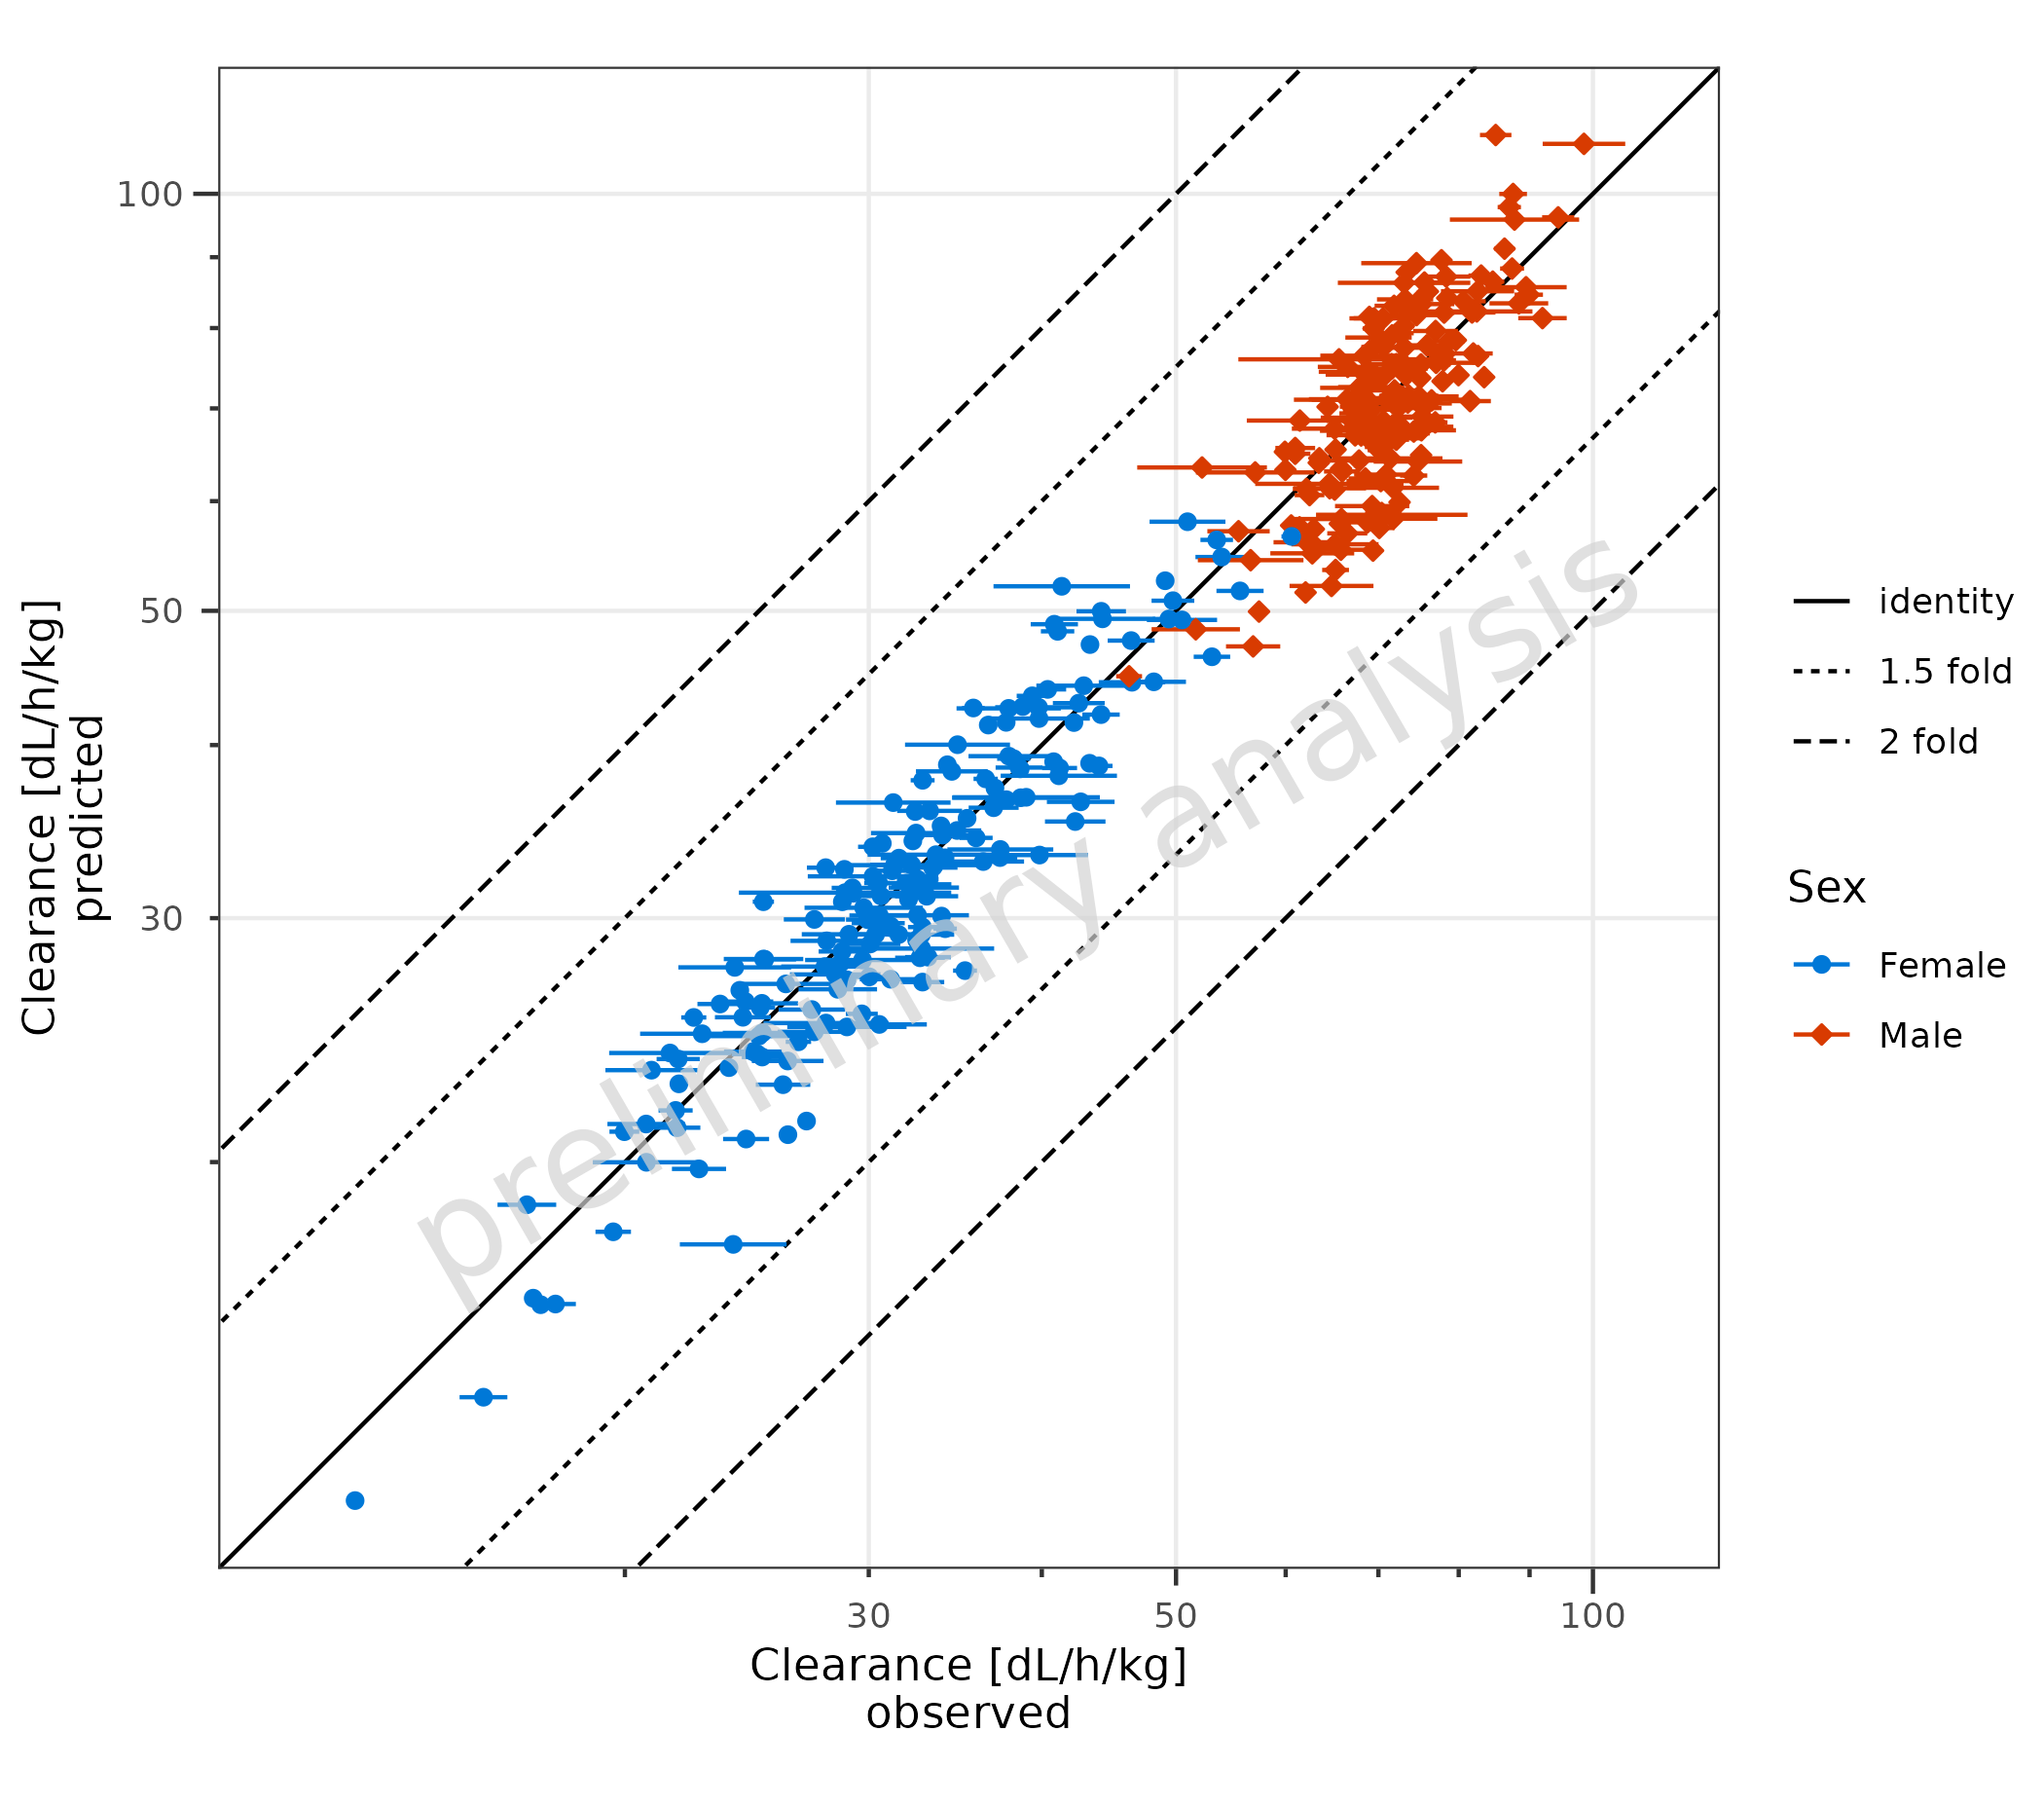 100
50
30
Clearance [dL/h/kg]
predicted
30
50
100
Clearance [dL/h/kg]
observed
preliminary analysis
identity
1.5 fold
2 fold
Sex
Female
Male